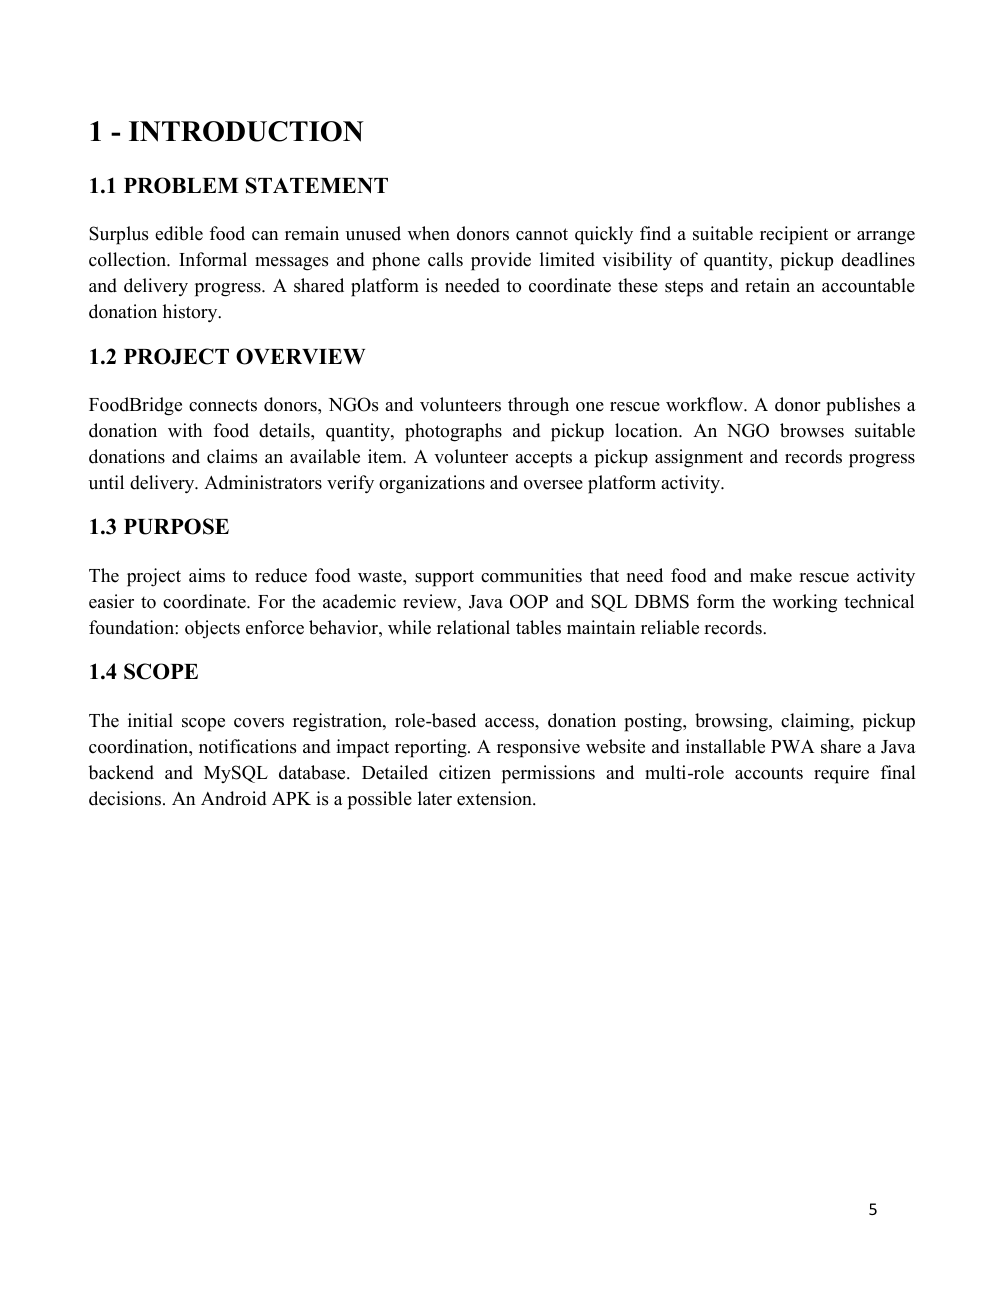 1 - INTRODUCTION
1.1 PROBLEM STATEMENT
Surplus edible food can remain unused when donors cannot quickly find a suitable recipient or arrange
collection. Informal messages and phone calls provide limited visibility of quantity, pickup deadlines
and delivery progress. A shared platform is needed to coordinate these steps and retain an accountable
donation history.
1.2 PROJECT OVERVIEW
FoodBridge connects donors, NGOs and volunteers through one rescue workflow. A donor publishes a
donation with food details, quantity, photographs and pickup location. An NGO browses suitable
donations and claims an available item. A volunteer accepts a pickup assignment and records progress
until delivery. Administrators verify organizations and oversee platform activity.
1.3 PURPOSE
The project aims to reduce food waste, support communities that need food and make rescue activity
easier to coordinate. For the academic review, Java OOP and SQL DBMS form the working technical
foundation: objects enforce behavior, while relational tables maintain reliable records.
1.4 SCOPE
The initial scope covers registration, role-based access, donation posting, browsing, claiming, pickup
coordination, notifications and impact reporting. A responsive website and installable PWA share a Java
backend and MySQL database. Detailed citizen permissions and multi-role accounts require final
decisions. An Android APK is a possible later extension.
5